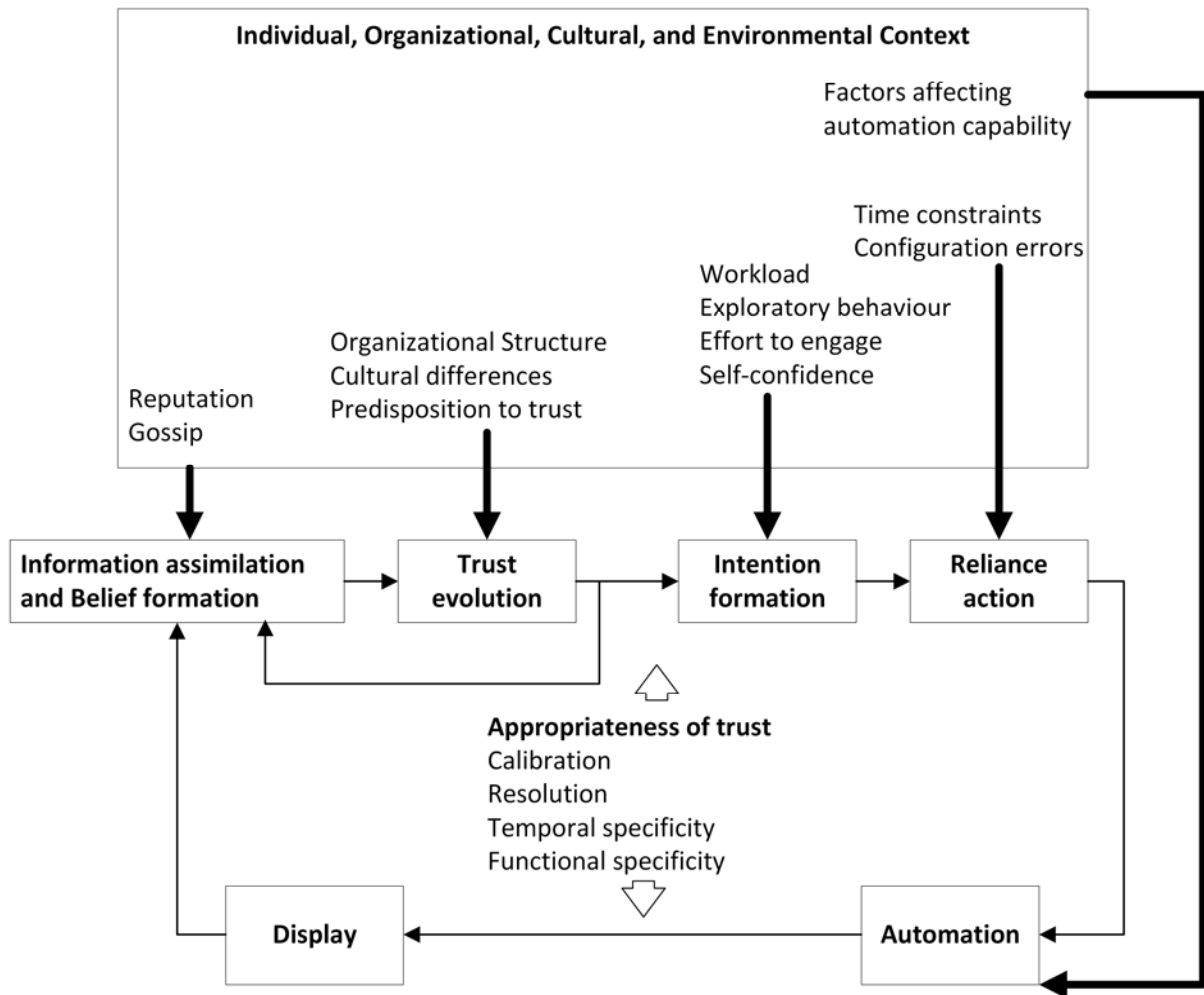 Individual, Organizational, Cultural, and Environmental Context
Factors affecting
automation capability
Time constraints
Configuration errors
Workload
Exploratory behaviour
Effort to engage
Self-confidence
Organizational Structure
Cultural differences
Predisposition to trust
Reputation
Gossip
Information assimilation
and Belief formation
Trust
evolution
Intention
formation
Reliance
action
Appropriateness of trust
Calibration
Resolution
Temporal specificity
Functional specificity
Display
Automation